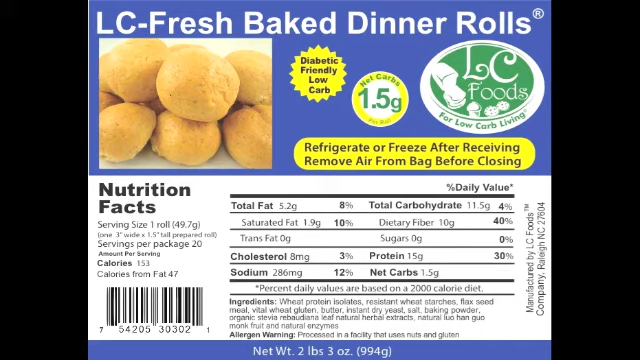 LC-Fresh Baked Dinner Rolls®
Diabetic
Friendly
Low
Carb
Net Carbs
1.5g
Per Roll
LC
Foods
For Low Carb Living
Refrigerate or Freeze After Receiving
Remove Air From Bag Before Closing
Nutrition
Facts
Serving Size 1 roll (49.7g)
(one 3" wide x 1.5" tall prepared roll)
Servings per package 20
Amount Per Serving
Calories 153
Calories from Fat 47
%Daily Value*
Total Fat 5.2g 8% Total Carbohydrate 11.5g 4%
Saturated Fat 1.9g 10% Dietary Fiber 10g 40%
Trans Fat 0g Sugars 0g 0%
Cholesterol 8mg 3% Protein 15g 30%
Sodium 286mg 12% Net Carbs 1.5g
*Percent daily values are based on a 2000 calorie diet.
Ingredients: Wheat protein isolates, resistant wheat starches, flax seed
meal, vital wheat gluten, butter, instant dry yeast, salt, baking powder,
organic stevia rebaudiana leaf natural herbal extracts, natural luo han guo
monk fruit and natural enzymes
Allergen Warning: Processed in a facility that uses nuts and gluten
7 54205 30302 1
Manufactured by LC Foods™
Company, Raleigh NC 27604
Net Wt. 2 lbs 3 oz. (994g)